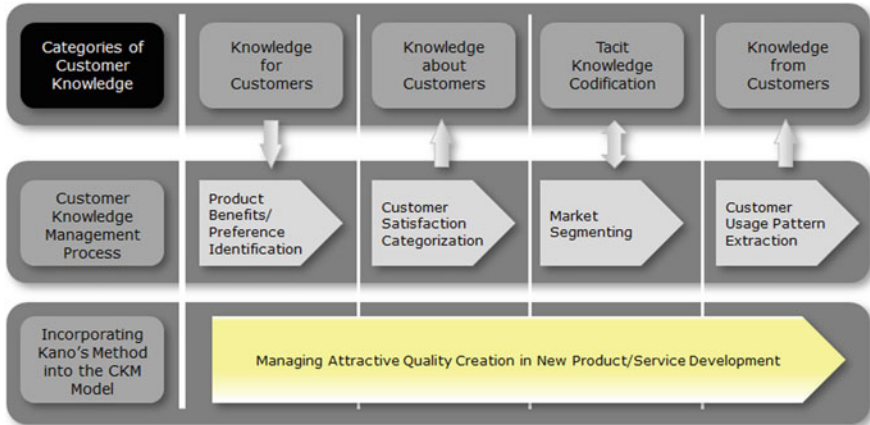 Categories of
Customer
Knowledge
Knowledge
for
Customers
Knowledge
about
Customers
Tacit
Knowledge
Codification
Knowledge
from
Customers
Customer
Knowledge
Management
Process
Product
Benefits/
Preference
Identification
Customer
Satisfaction
Categorization
Market
Segmenting
Customer
Usage Pattern
Extraction
Incorporating
Kano's Method
into the CKM
Model
Managing Attractive Quality Creation in New Product/Service Development